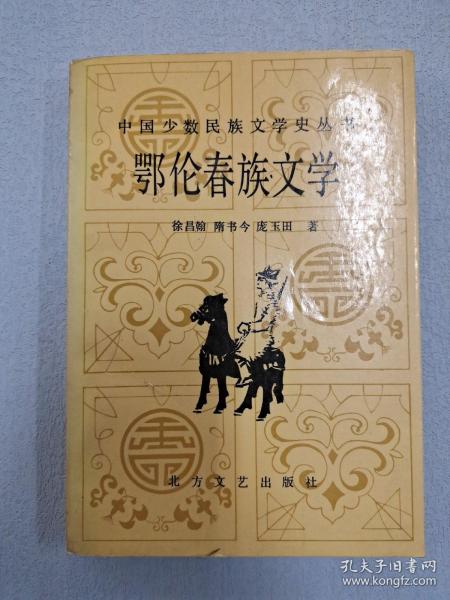 中国少数民族文学史丛书
鄂伦春族文学
徐昌翰 隋书今 庞玉田 著
北方文艺出版社
孔夫子旧书网
www.kongfz.com